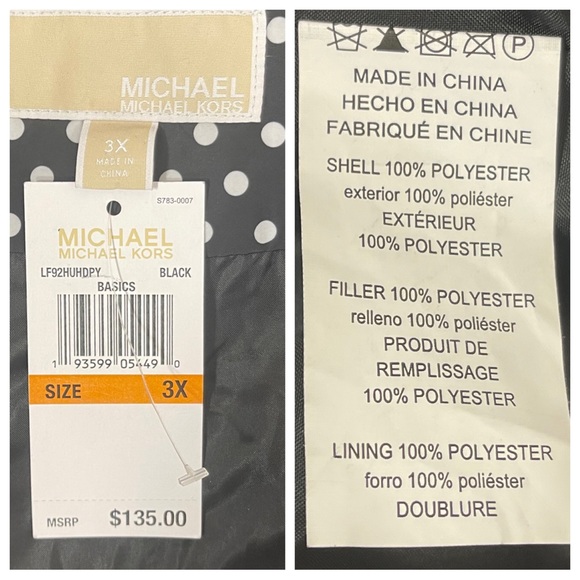 MICHAEL
MICHAEL KORS
3X
MADE IN
CHINA
S783-0007
MICHAEL
MICHAEL KORS
LF92HUHDPY BLACK
BASICS
1 93599 05449 0
SIZE 3X
MSRP $135.00
P
MADE IN CHINA
HECHO EN CHINA
FABRIQUÉ EN CHINE
SHELL 100% POLYESTER
exterior 100% poliéster
EXTÉRIEUR
100% POLYESTER
FILLER 100% POLYESTER
relleno 100% poliéster
PRODUIT DE
REMPLISSAGE
100% POLYESTER
LINING 100% POLYESTER
forro 100% poliéster
DOUBLURE